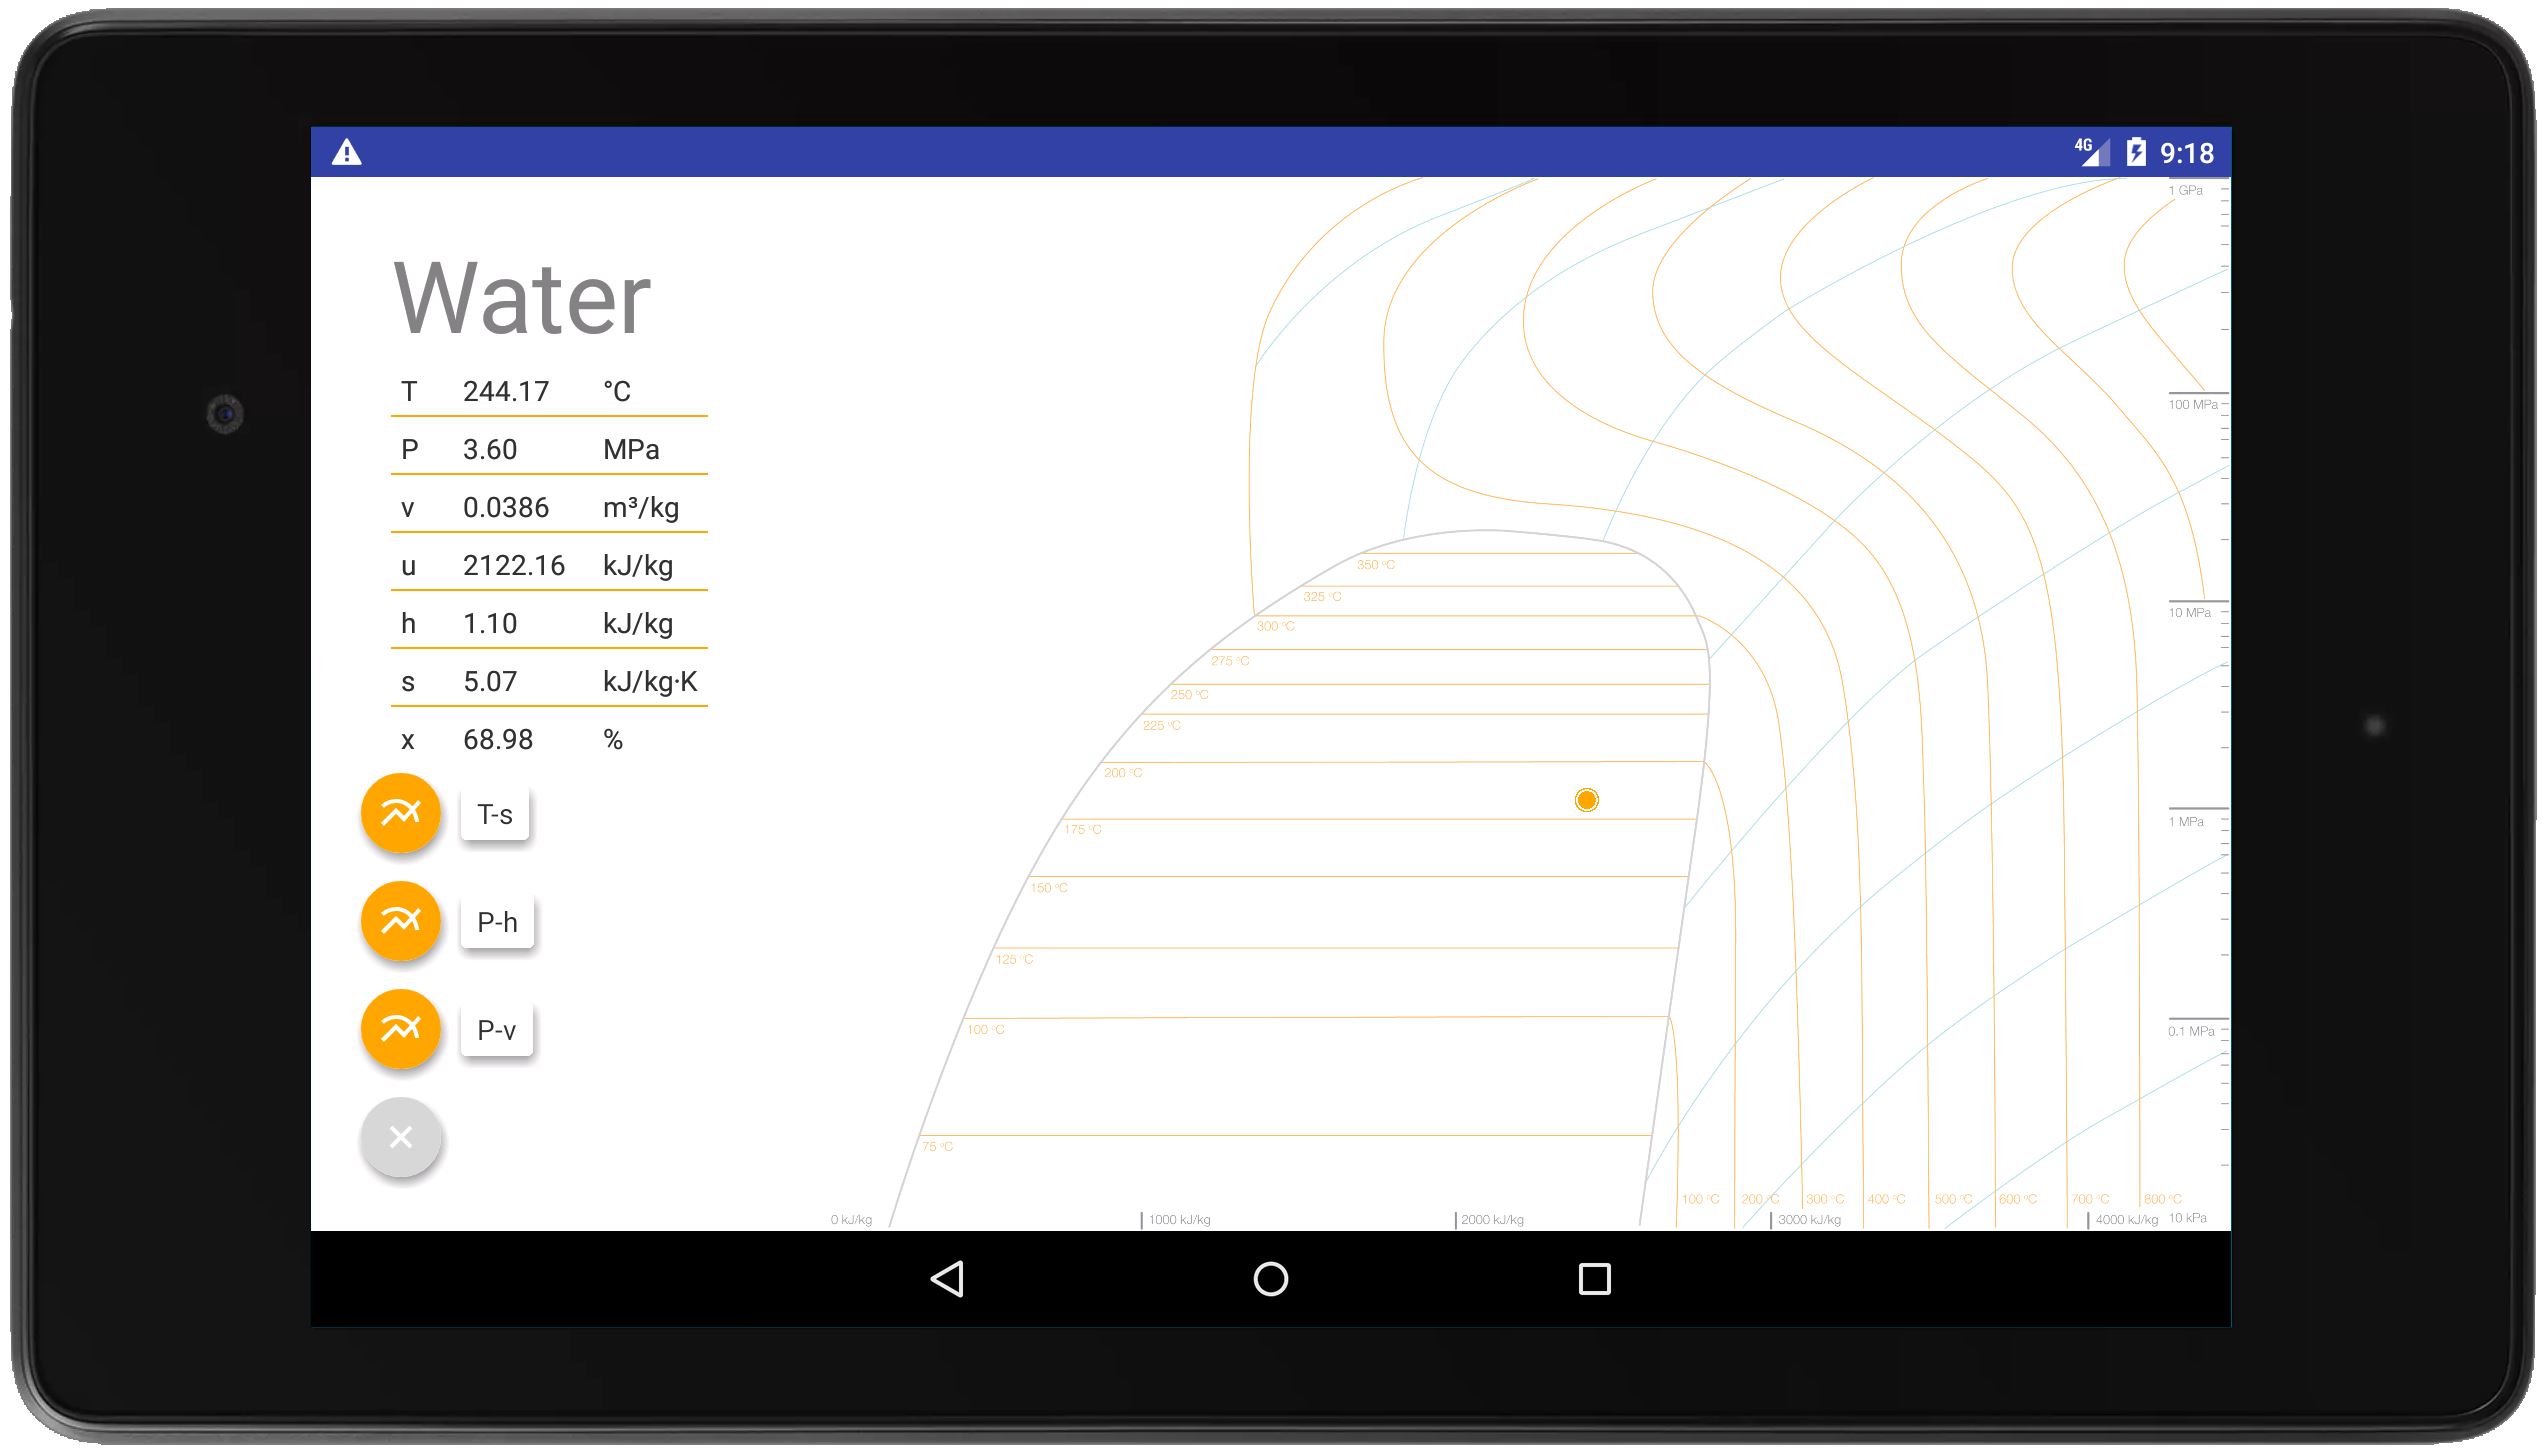 4G 9:18
Water
T 244.17 °C
P 3.60 MPa
v 0.0386 m³/kg
u 2122.16 kJ/kg
h 1.10 kJ/kg
s 5.07 kJ/kg·K
x 68.98 %
T-s
P-h
P-v
1 GPa
100 MPa
10 MPa
1 MPa
0.1 MPa
10 kPa
350 °C
325 °C
300 °C
275 °C
250 °C
225 °C
200 °C
175 °C
150 °C
125 °C
100 °C
75 °C
100 °C 200 °C 300 °C 400 °C 500 °C 600 °C 700 °C 800 °C
0 kJ/kg 1000 kJ/kg 2000 kJ/kg 3000 kJ/kg 4000 kJ/kg